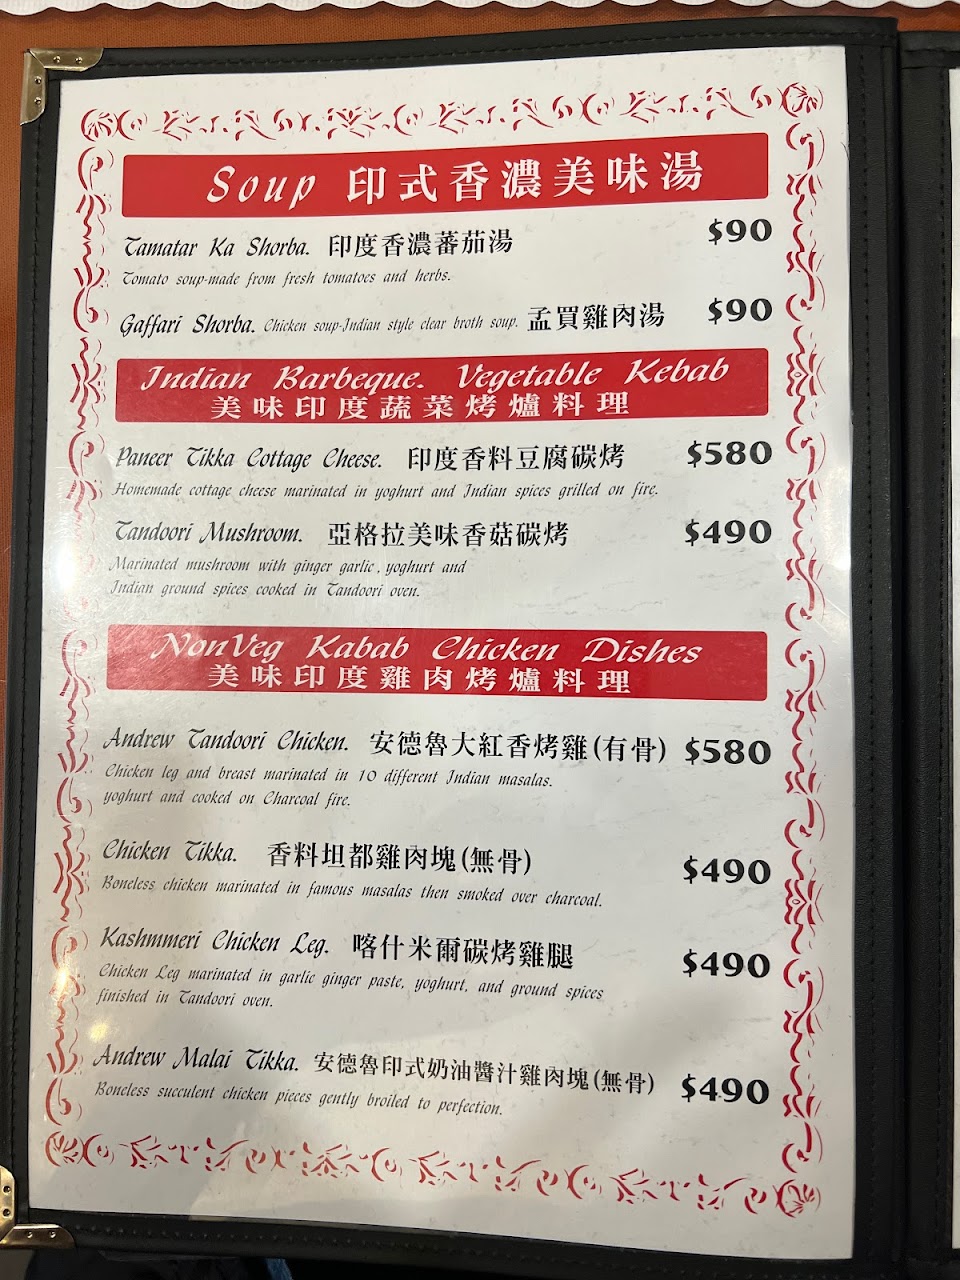 Soup 印式香濃美味湯
Tamatar Ka Shorba. 印度香濃蕃茄湯 $90
Tomato soup-made from fresh tomatoes and herbs.
Gaffari Shorba. Chicken soup-Indian style clear broth soup. 孟買雞肉湯 $90
Indian Barbeque. Vegetable Kebab
美味印度蔬菜烤爐料理
Paneer Tikka Cottage Cheese. 印度香料豆腐碳烤 $580
Homemade cottage cheese marinated in yoghurt and Indian spices grilled on fire.
Tandoori Mushroom. 亞格拉美味香菇碳烤 $490
Marinated mushroom with ginger garlic, yoghurt and
Indian ground spices cooked in Tandoori oven.
NonVeg Kabab Chicken Dishes
美味印度雞肉烤爐料理
Andrew Tandoori Chicken. 安德魯大紅香烤雞(有骨) $580
Chicken leg and breast marinated in 10 different Indian masalas.
yoghurt and cooked on Charcoal fire.
Chicken Tikka. 香料坦都雞肉塊(無骨) $490
Boneless chicken marinated in famous masalas then smoked over charcoal.
Kashmmeri Chicken Leg. 喀什米爾碳烤雞腿 $490
Chicken Leg marinated in garlic ginger paste, yoghurt, and ground spices
finished in Tandoori oven.
Andrew Malai Tikka. 安德魯印式奶油醬汁雞肉塊(無骨) $490
Boneless succulent chicken pieces gently broiled to perfection.